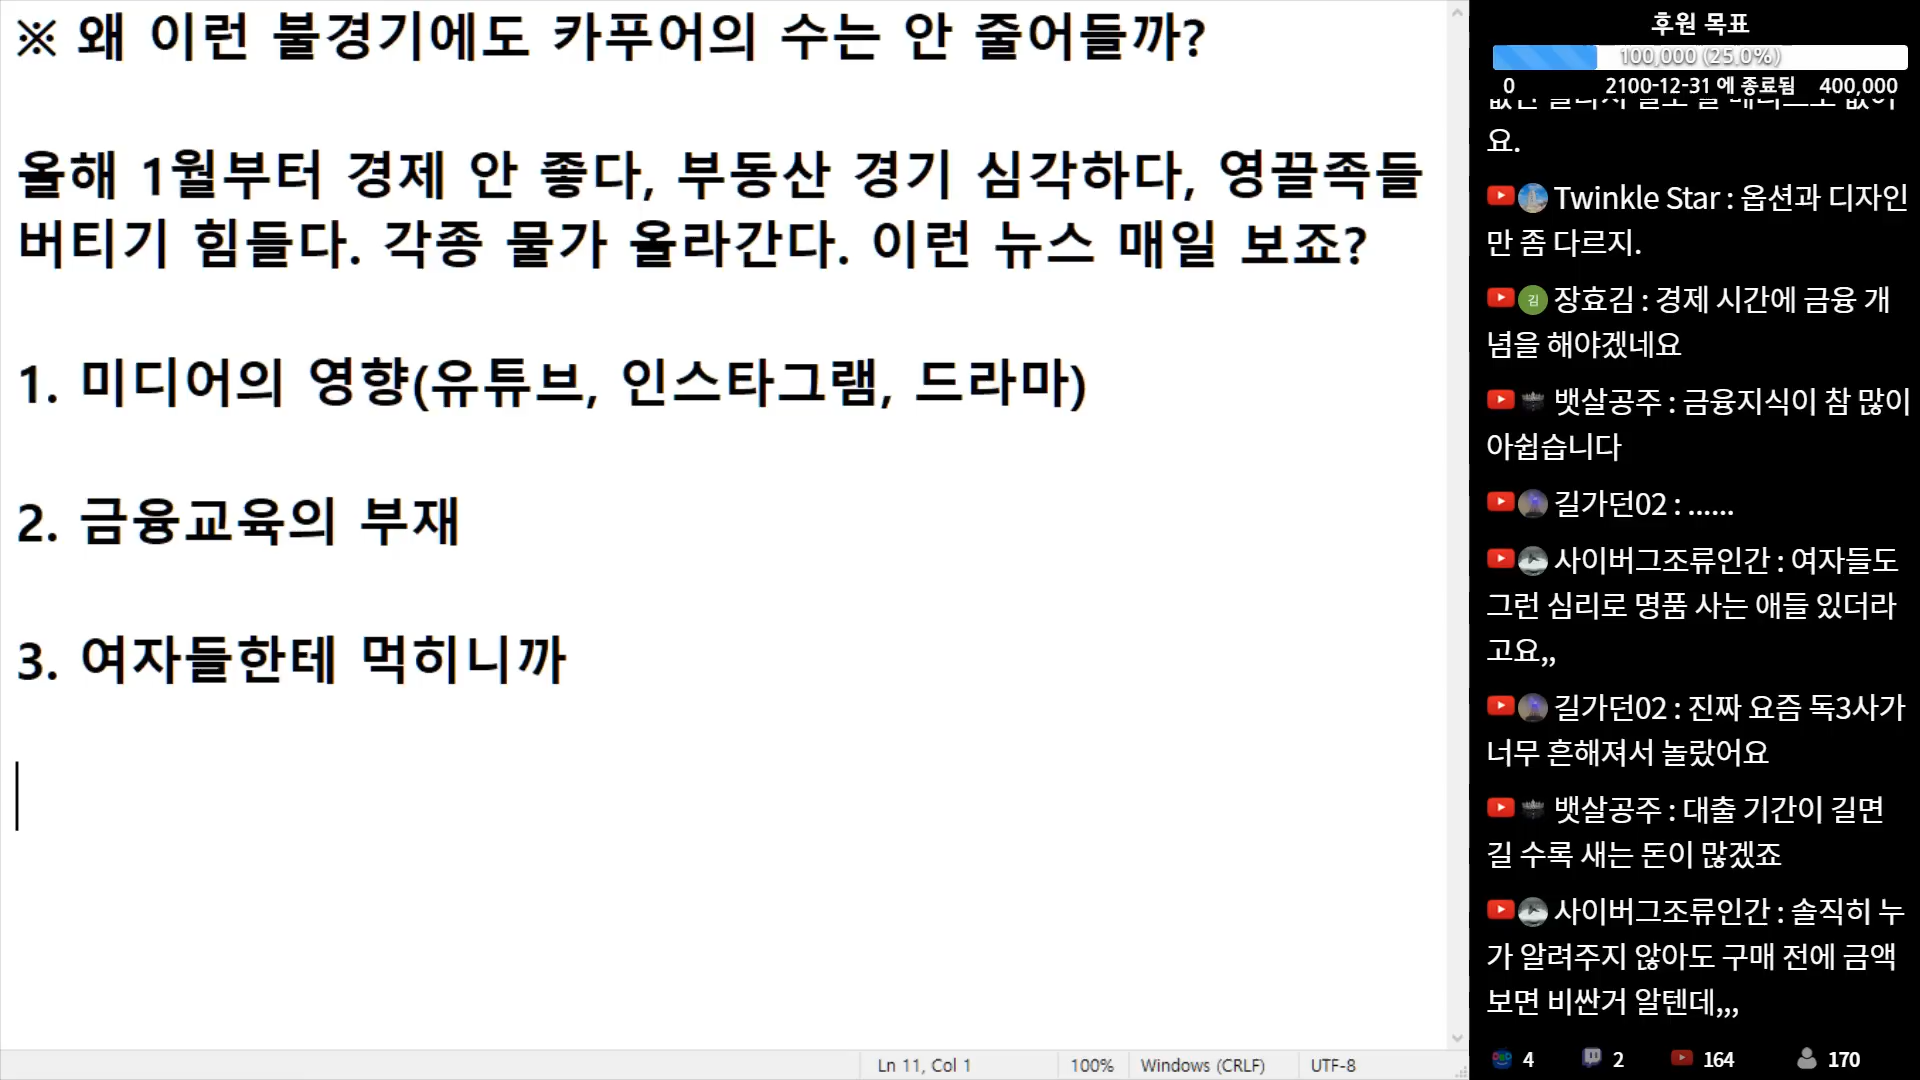 ※ 왜 이런 불경기에도 카푸어의 수는 안 줄어들까?
올해 1월부터 경제 안 좋다, 부동산 경기 심각하다, 영끌족들
버티기 힘들다. 각종 물가 올라간다. 이런 뉴스 매일 보죠?
1. 미디어의 영향(유튜브, 인스타그램, 드라마)
2. 금융교육의 부재
3. 여자들한테 먹히니까
Ln 11, Col 1
100%
Windows (CRLF)
UTF-8
후원 목표
100,000 (25.0%)
0
2100-12-31 에 종료됨
400,000
요.
Twinkle Star : 옵션과 디자인
만 좀 다르지.
김 장효김 : 경제 시간에 금융 개
념을 해야겠네요
뱃살공주 : 금융지식이 참 많이
아쉽습니다
길가던02 : ......
사이버그조류인간 : 여자들도
그런 심리로 명품 사는 애들 있더라
고요,,
길가던02 : 진짜 요즘 독3사가
너무 흔해져서 놀랐어요
뱃살공주 : 대출 기간이 길면
길 수록 새는 돈이 많겠죠
사이버그조류인간 : 솔직히 누
가 알려주지 않아도 구매 전에 금액
보면 비싼거 알텐데,,,
4
2
164
170